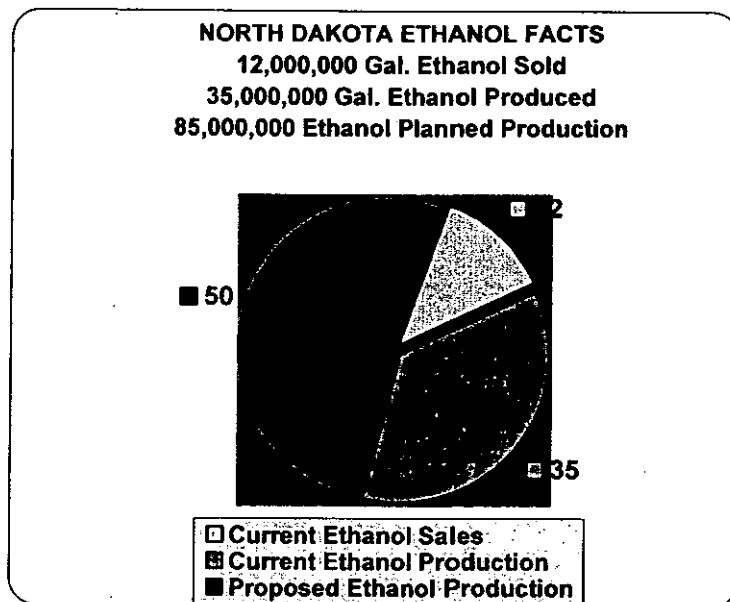 NORTH DAKOTA ETHANOL FACTS
12,000,000 Gal. Ethanol Sold
35,000,000 Gal. Ethanol Produced
85,000,000 Ethanol Planned Production
50
35
Current Ethanol Sales
Current Ethanol Production
Proposed Ethanol Production